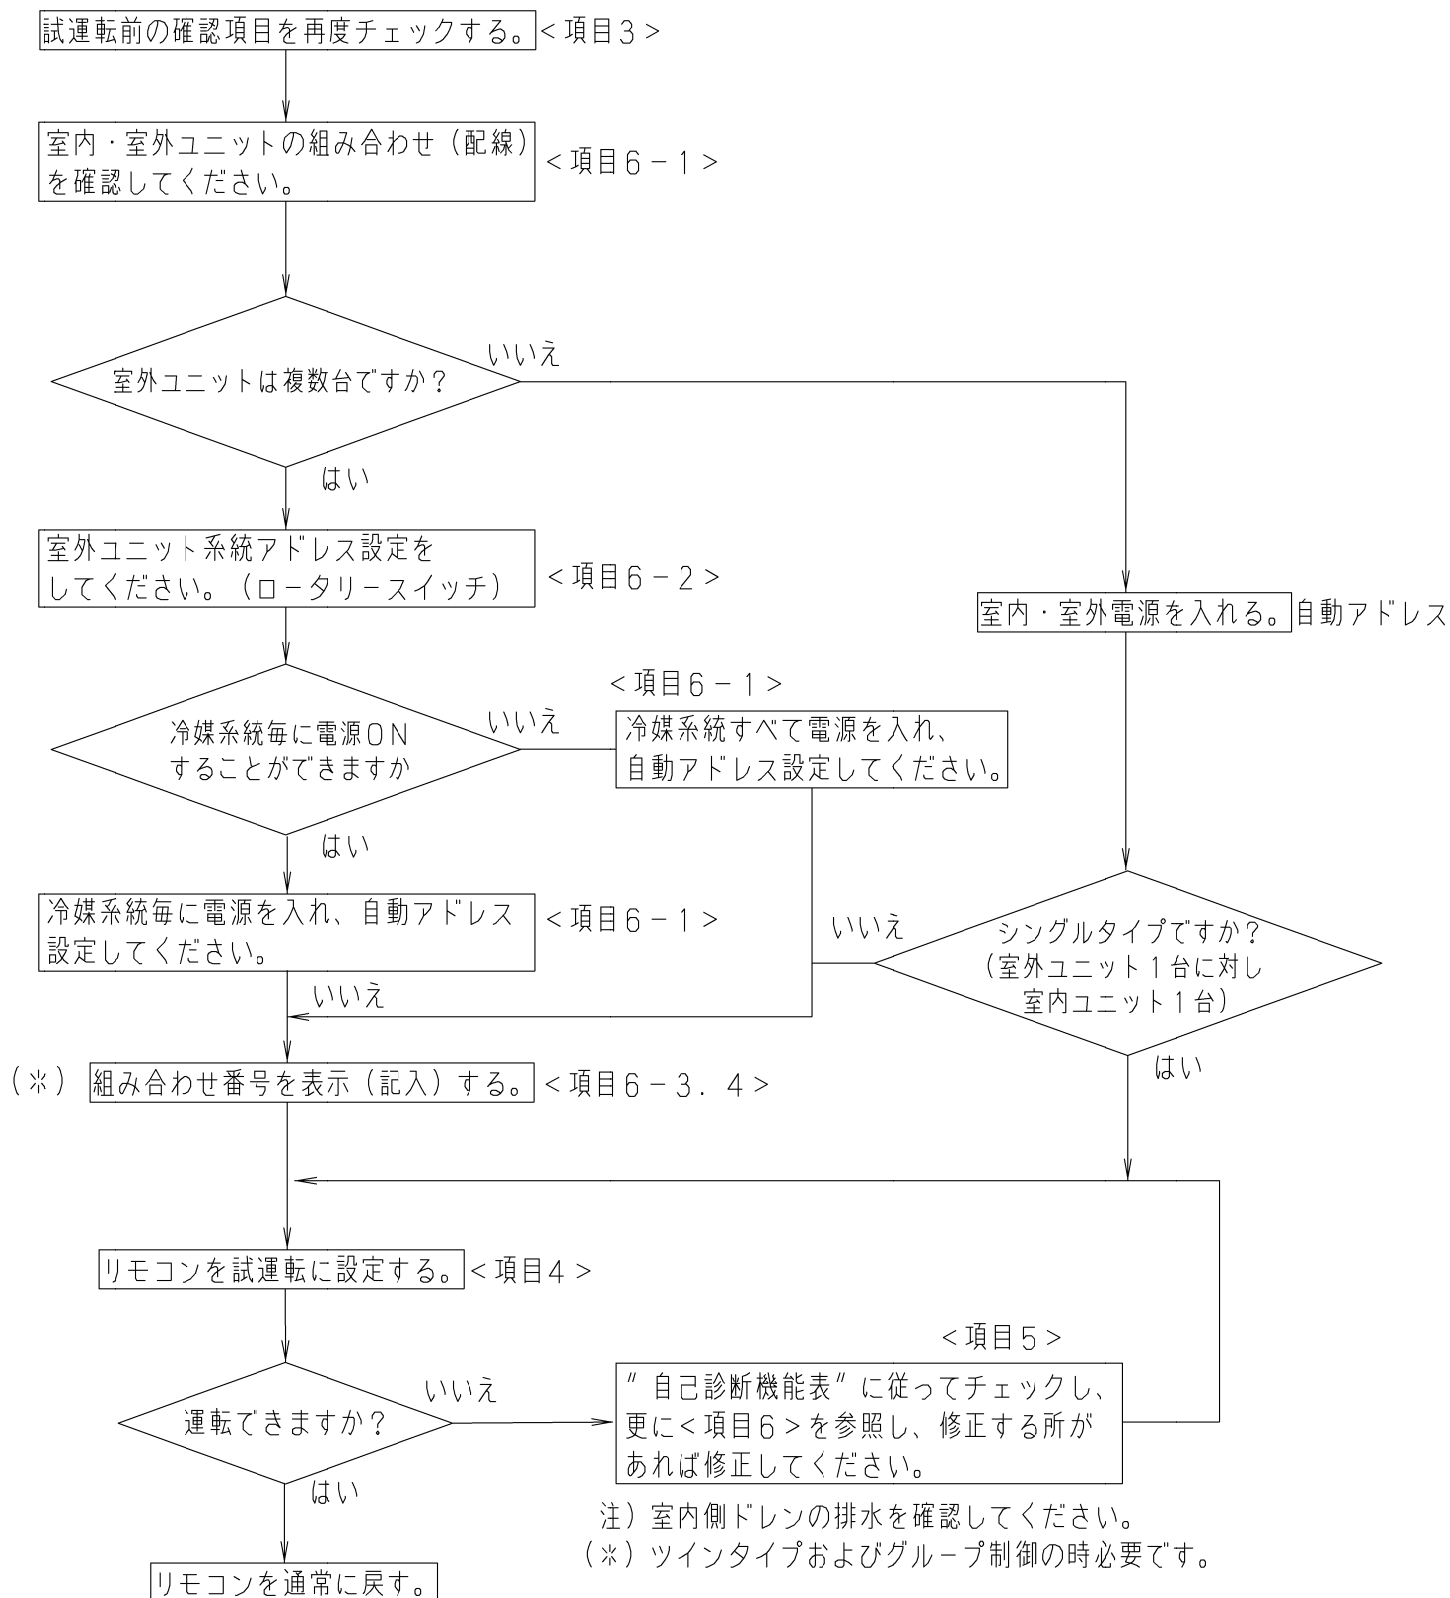 試運転前の確認項目を再度チェックする。<項目3>
室内・室外ユニットの組み合わせ（配線）
を確認してください。
<項目6－1>
室外ユニットは複数台ですか？
いいえ
はい
室外ユニット系統アドレス設定を
してください。（ロータリースイッチ）
<項目6－2>
室内・室外電源を入れる。自動アドレス
冷媒系統毎に電源ON
することができますか
いいえ
<項目6－1>
冷媒系統すべて電源を入れ、
自動アドレス設定してください。
はい
冷媒系統毎に電源を入れ、自動アドレス
設定してください。
<項目6－1>
いいえ
シングルタイプですか？
（室外ユニット1台に対し
室内ユニット1台）
いいえ
はい
（※）組み合わせ番号を表示（記入）する。<項目6－3．4>
リモコンを試運転に設定する。<項目4>
運転できますか？
いいえ
<項目5>
〃自己診断機能表〃に従ってチェックし、
更に<項目6>を参照し、修正する所が
あれば修正してください。
はい
注）室内側ドレンの排水を確認してください。
（※）ツインタイプおよびグループ制御の時必要です。
リモコンを通常に戻す。